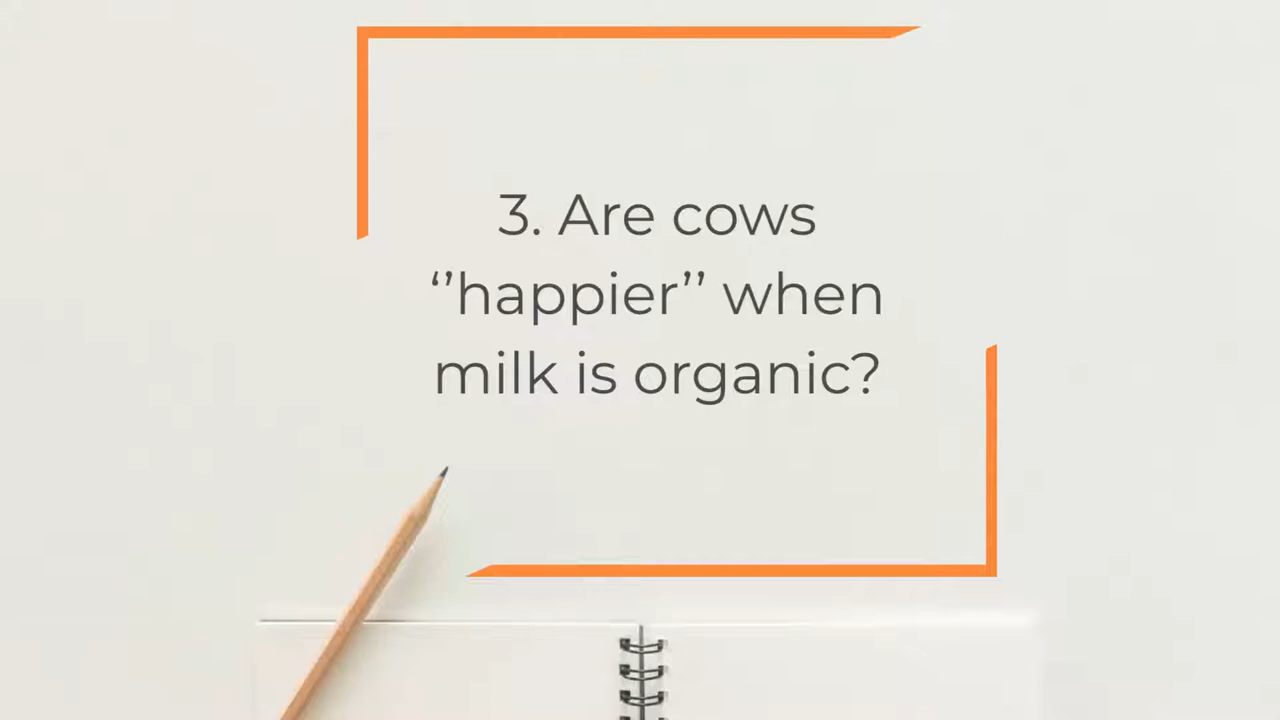 3. Are cows
‘’happier’’ when
milk is organic?